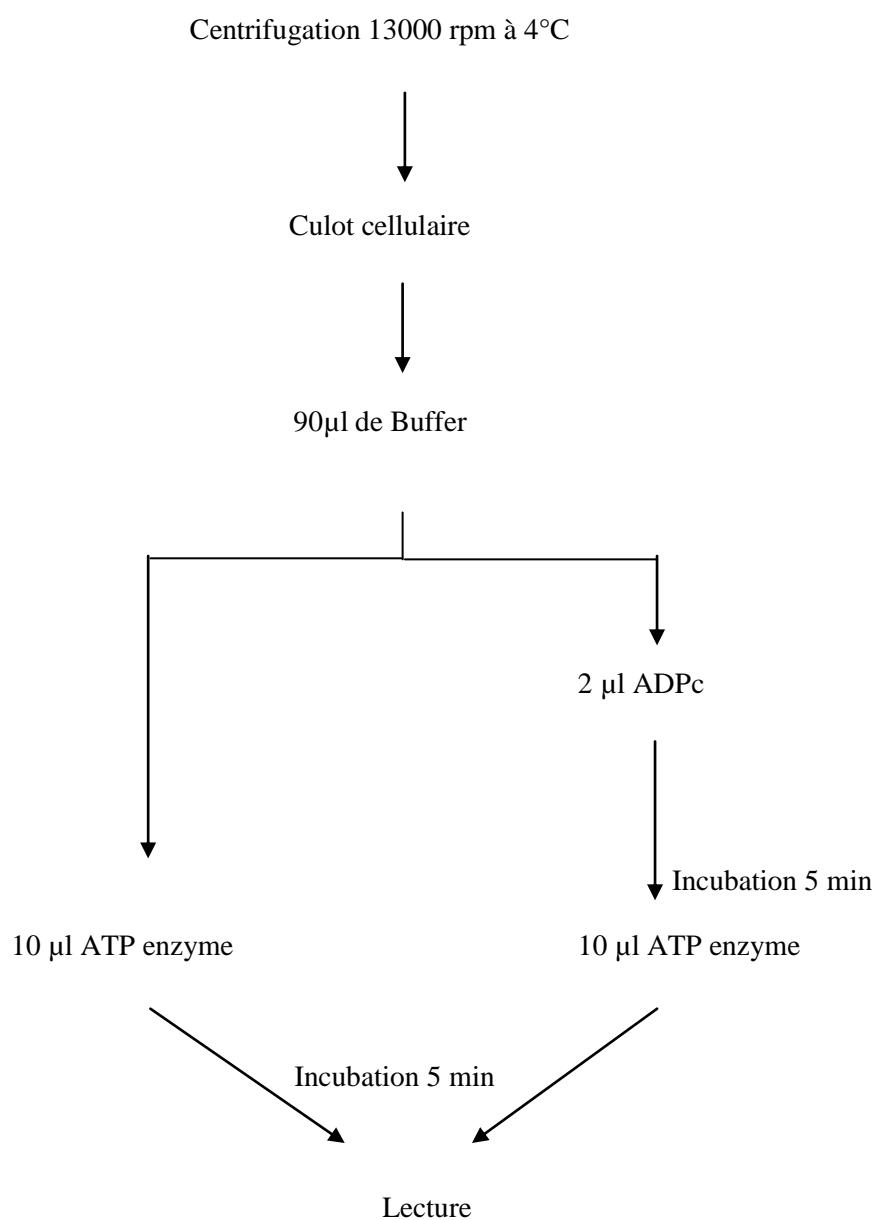 Centrifugation 13000 rpm à 4°C
Culot cellulaire
90µl de Buffer
2 µl ADPc
Incubation 5 min
10 µl ATP enzyme
10 µl ATP enzyme
Incubation 5 min
Lecture